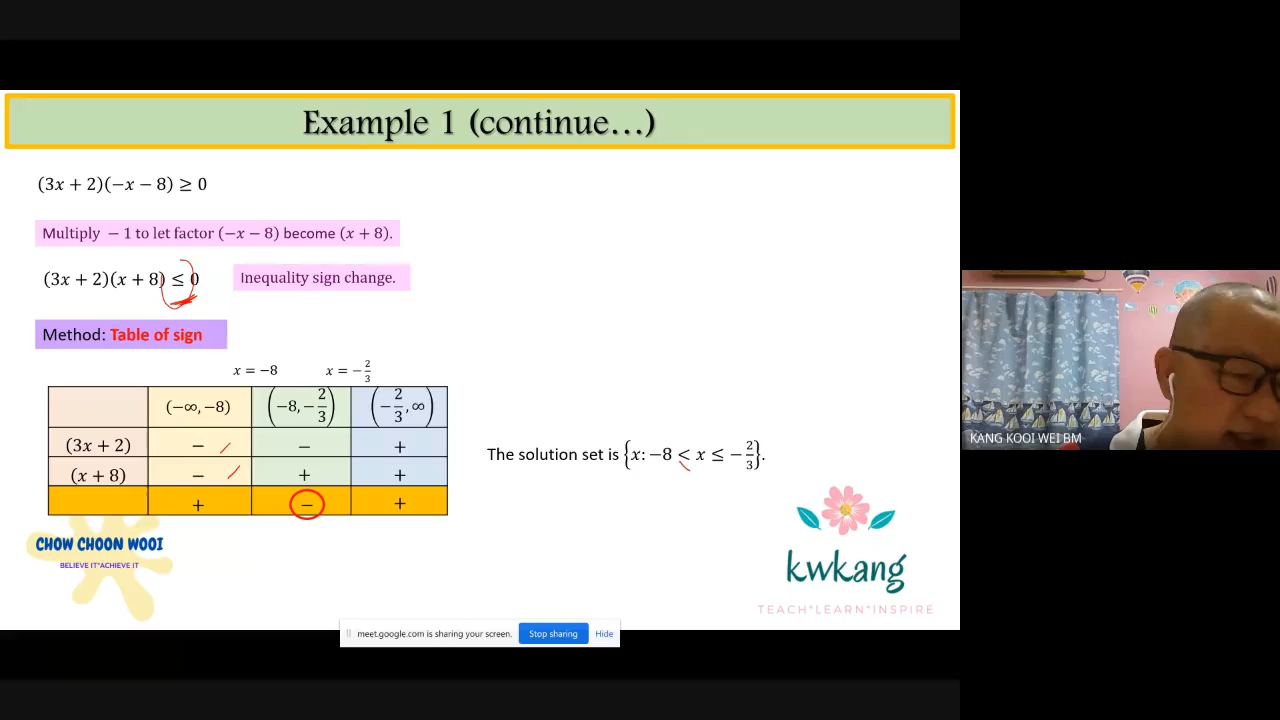 Example 1 (continue…)
(3x + 2)(−x − 8) ≥ 0
Multiply − 1 to let factor (−x − 8) become (x + 8).
(3x + 2)(x + 8) ≤ 0
Inequality sign change.
Method: Table of sign
x = −8 x = −2/3
(−∞, −8) (−8, −2/3) (−2/3, ∞)
(3x + 2) − − +
(x + 8) − + +
+ − +
The solution set is {x: −8 < x ≤ −2/3}.
CHOW CHOON WOOI
BELIEVE IT*ACHIEVE IT
kwkang
TEACH*LEARN*INSPIRE
KANG KOOI WEI BM
meet.google.com is sharing your screen. Stop sharing Hide